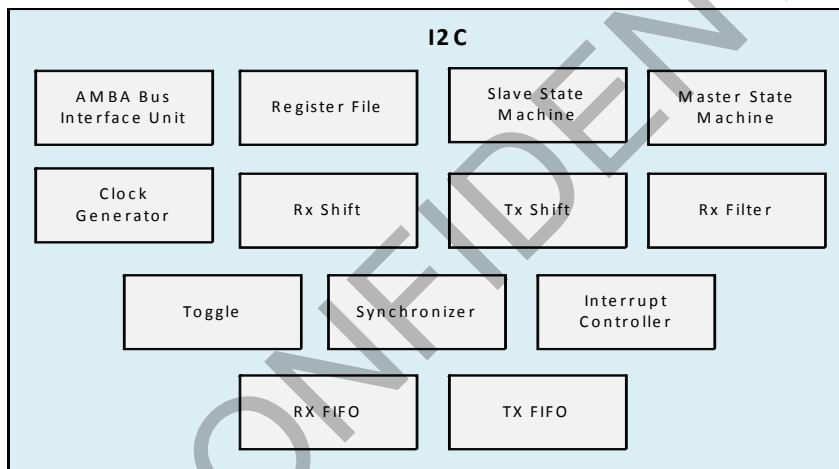 I2C
AMBA Bus
Interface Unit
Register File
Slave State
Machine
Master State
Machine
Clock
Generator
Rx Shift
Tx Shift
Rx Filter
Toggle
Synchronizer
Interrupt
Controller
RX FIFO
TX FIFO
ONFIDEN